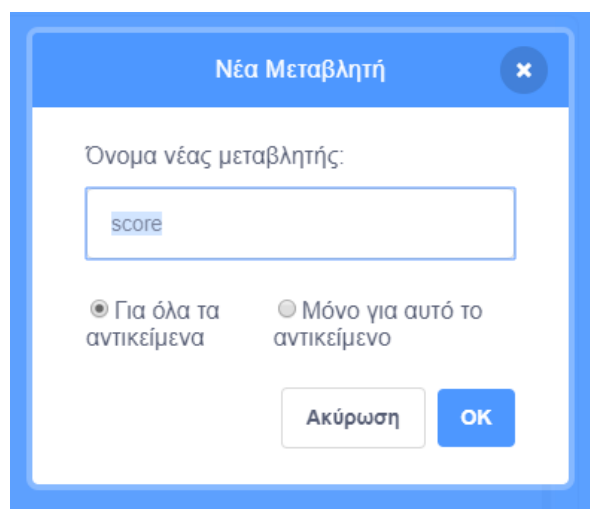 Νέα Μεταβλητή
Όνομα νέας μεταβλητής:
score
Για όλα τα αντικείμενα
Μόνο για αυτό το αντικείμενο
Ακύρωση
OK